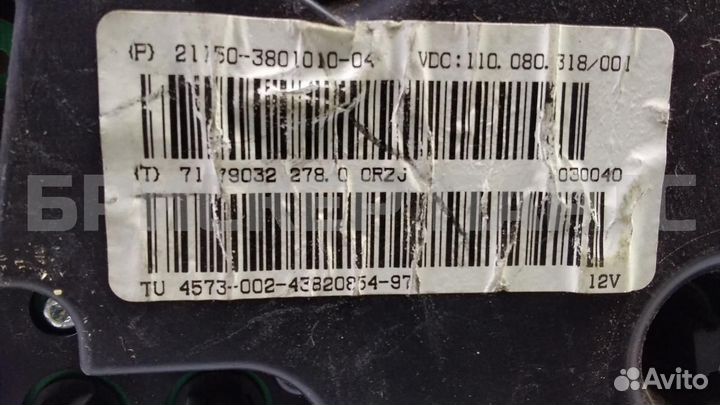 (P) 21150-3801010-04 VDC:110.080.318/001
(T) 71 79032 278.0 0RZJ 030040
TU 4573-002-43820854-97 12V
Avito